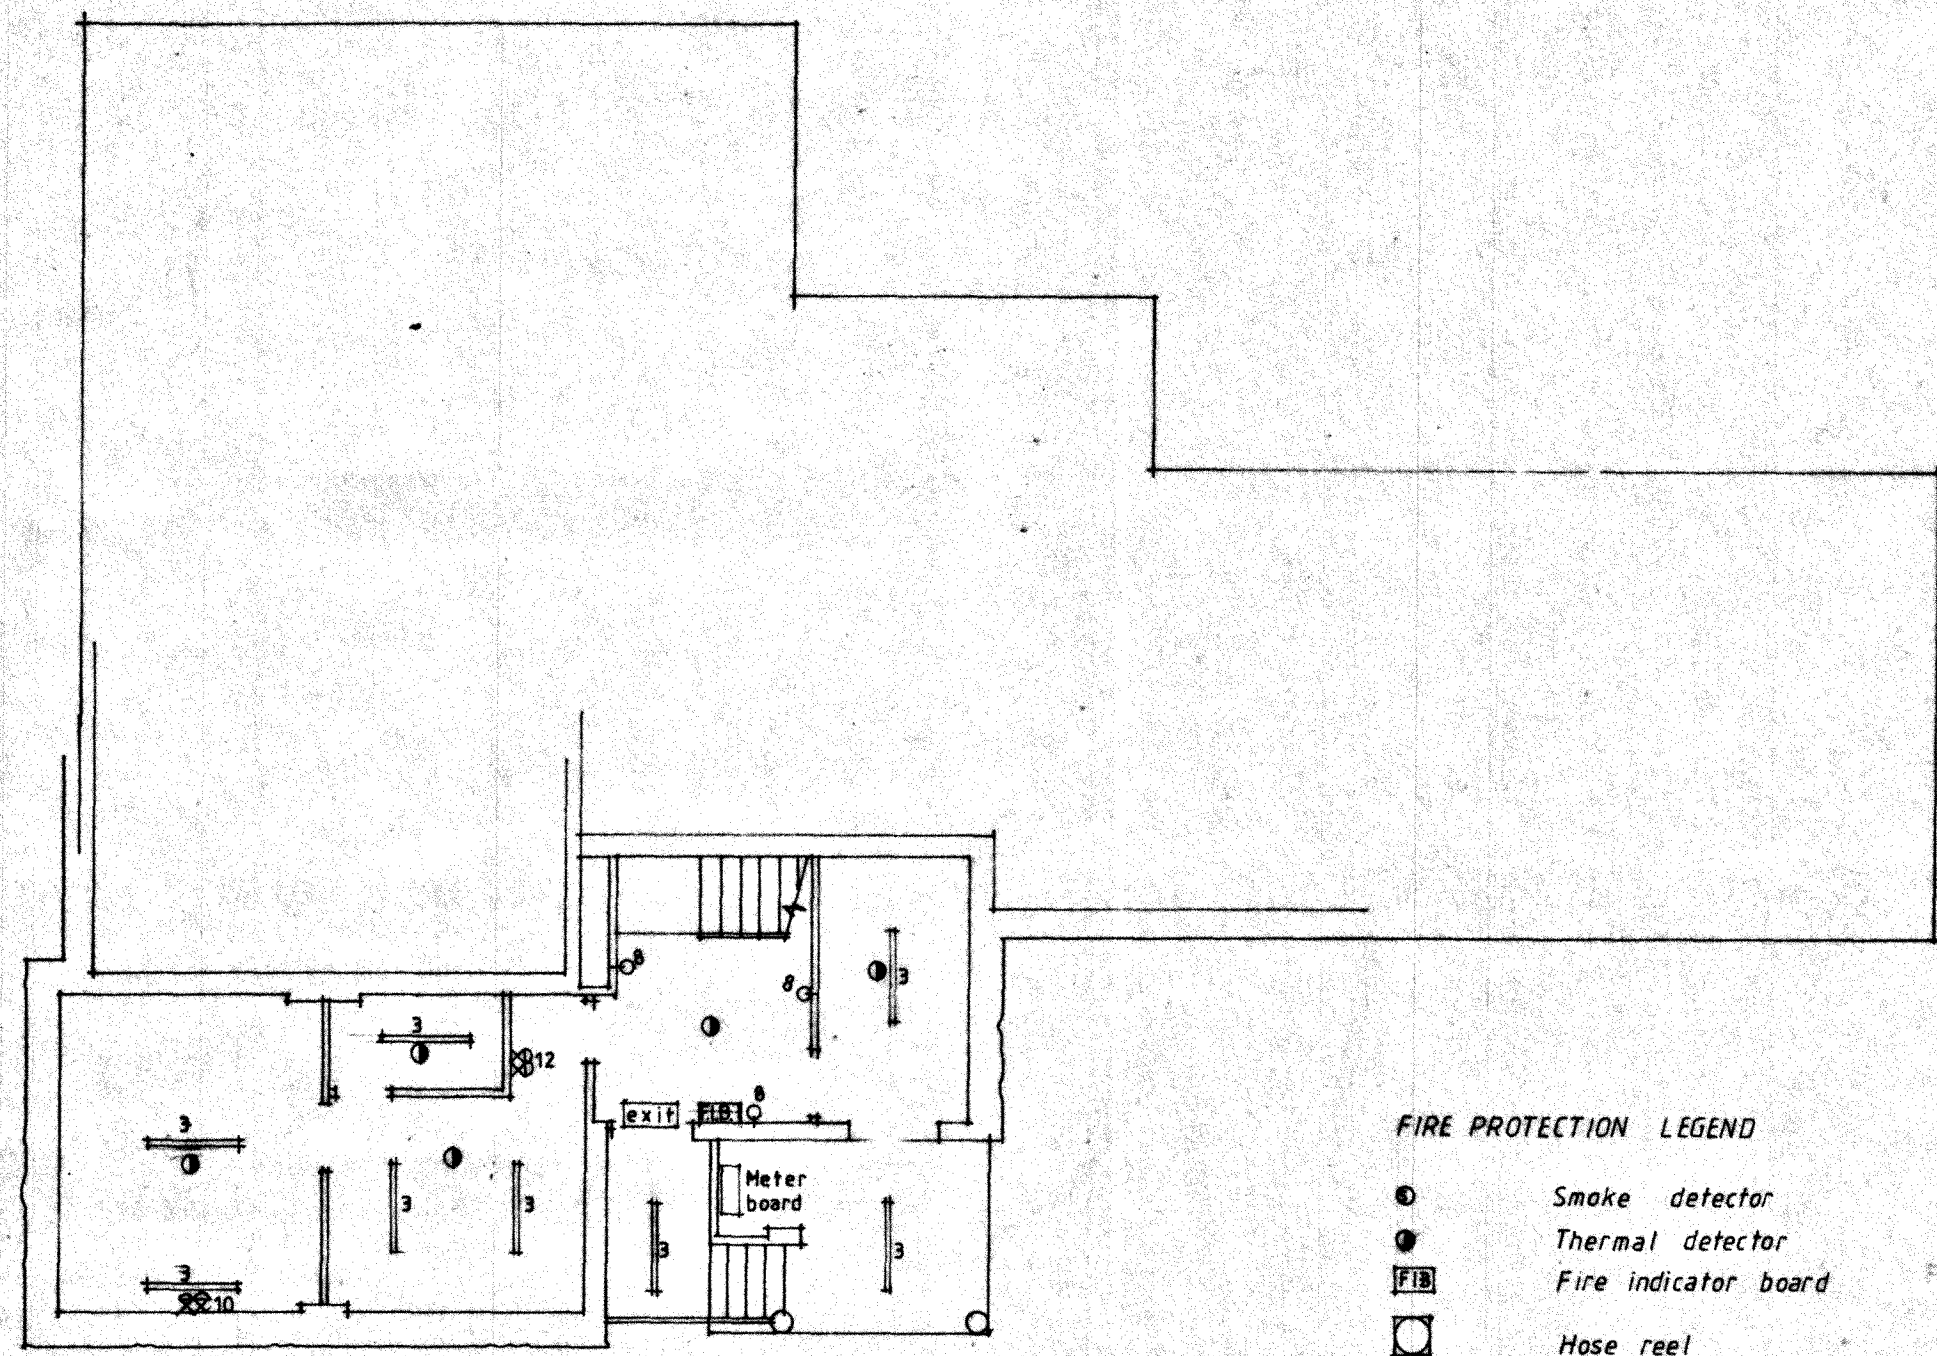 8
8
3
3
12
exit FIB 8
3
3
3
3
Meter
board
3
3
3
10
FIRE PROTECTION LEGEND
Smoke detector
Thermal detector
FIB Fire indicator board
Hose reel